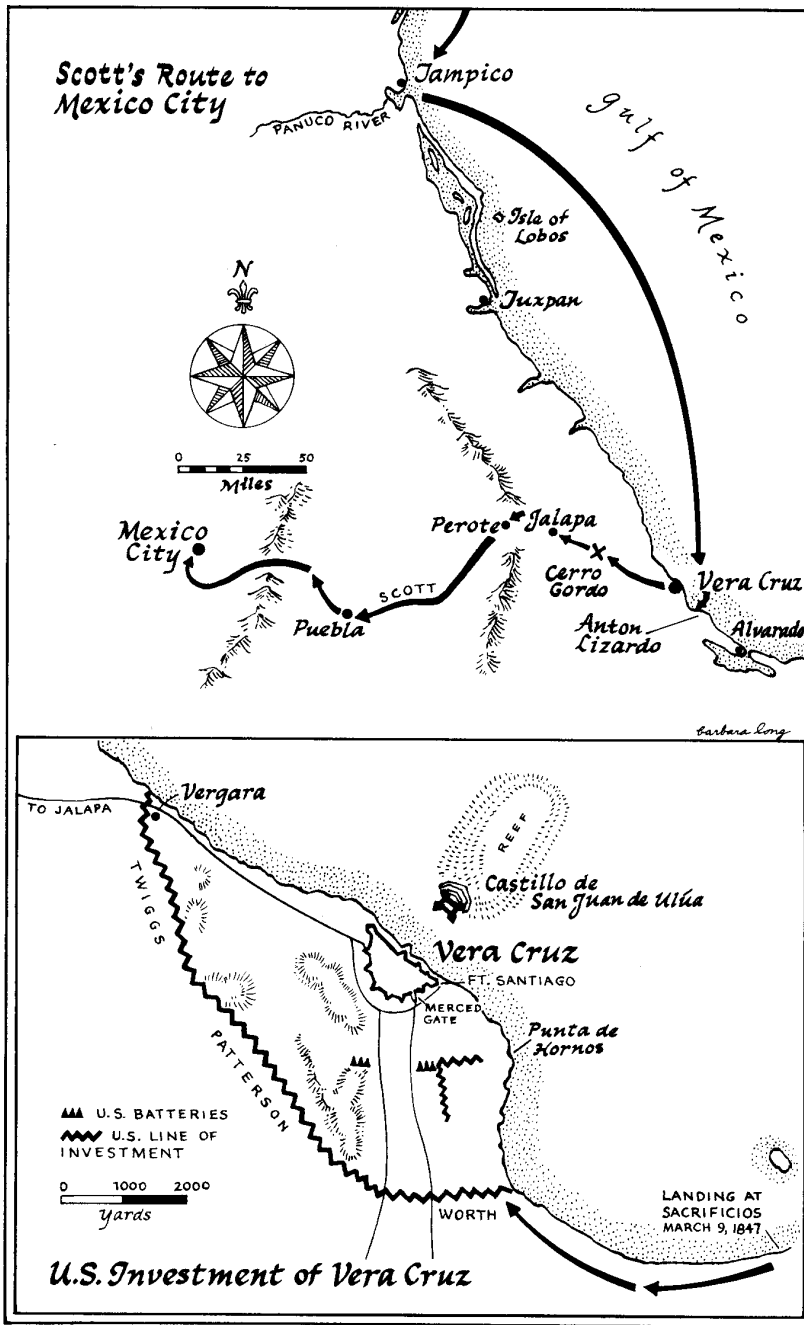 Scott's Route to
Mexico City
Tampico
PANUCO RIVER
Gulf of Mexico
Isle of
Lobos
Tuxpan
N
0 25 50
Miles
Mexico
City
Perote
Jalapa
Cerro
Gordo
Vera Cruz
SCOTT
Puebla
Anton
Lizardo
Alvarado
barbara long
Vergara
TO JALAPA
REEF
TWIGGS
Castillo de
San Juan de Ulúa
Vera Cruz
FT. SANTIAGO
MERCED
GATE
Punta de
Hornos
PATTERSON
U.S. BATTERIES
U.S. LINE OF
INVESTMENT
0 1000 2000
Yards
WORTH
LANDING AT
SACRIFICIOS
MARCH 9, 1847
U.S. Investment of Vera Cruz